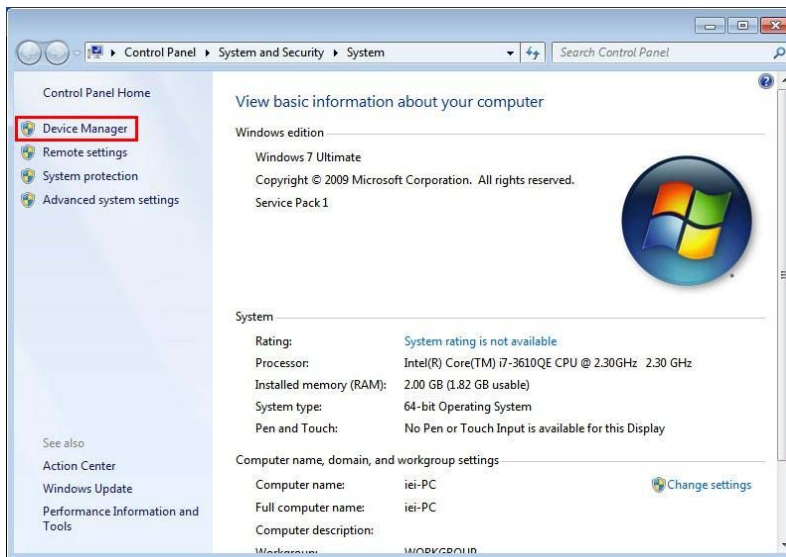 Control Panel System and Security System
Search Control Panel
Control Panel Home
Device Manager
Remote settings
System protection
Advanced system settings
See also
Action Center
Windows Update
Performance Information and
Tools
View basic information about your computer
Windows edition
Windows 7 Ultimate
Copyright © 2009 Microsoft Corporation. All rights reserved.
Service Pack 1
System
Rating: System rating is not available
Processor: Intel(R) Core(TM) i7-3610QE CPU @ 2.30GHz 2.30 GHz
Installed memory (RAM): 2.00 GB (1.82 GB usable)
System type: 64-bit Operating System
Pen and Touch: No Pen or Touch Input is available for this Display
Computer name, domain, and workgroup settings
Computer name: iei-PC Change settings
Full computer name: iei-PC
Computer description:
Workgroup: WORKGROUP